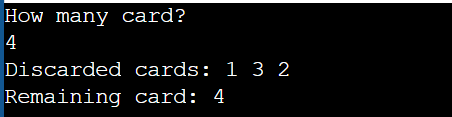 How many card?
4
Discarded cards: 1 3 2
Remaining card: 4